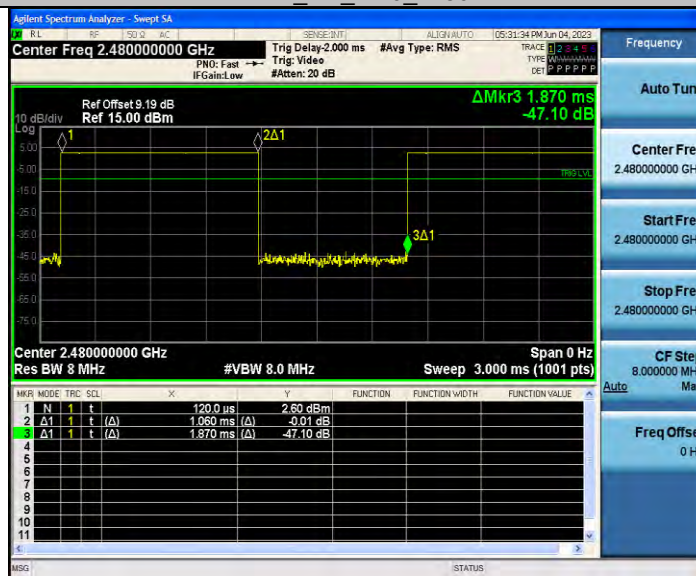 Agilent Spectrum Analyzer - Swept SA
RL RF 50 Ω AC SENSE:INT ALIGN AUTO 05:31:34 PM Jun 04, 2023
Center Freq 2.480000000 GHz
PNO: Fast
IFGain:Low
Trig Delay-2.000 ms
Trig: Video
#Atten: 20 dB
#Avg Type: RMS
TRACE 1 2 3 4 5 6
TYPE
DET P P P P P P
Ref Offset 9.19 dB
10 dB/div Ref 15.00 dBm
Log
ΔMkr3 1.870 ms
-47.10 dB
1
2Δ1
3Δ1
TRIG LVL
5.00
-5.00
-15.0
-25.0
-35.0
-45.0
-55.0
-65.0
-75.0
Center 2.480000000 GHz Span 0 Hz
Res BW 8 MHz #VBW 8.0 MHz Sweep 3.000 ms (1001 pts)
MKR MODE TRC SCL X Y FUNCTION FUNCTION WIDTH FUNCTION VALUE
1 N 1 t 120.0 µs 2.60 dBm
2 Δ1 1 t (Δ) 1.060 ms (Δ) -0.01 dB
3 Δ1 1 t (Δ) 1.870 ms (Δ) -47.10 dB
4
5
6
7
8
9
10
11
MSG STATUS
Frequency
Auto Tun
Center Fre
2.480000000 GH
Start Fre
2.480000000 GH
Stop Fre
2.480000000 GH
CF Ste
8.000000 MH
Auto Ma
Freq Offse
0 H